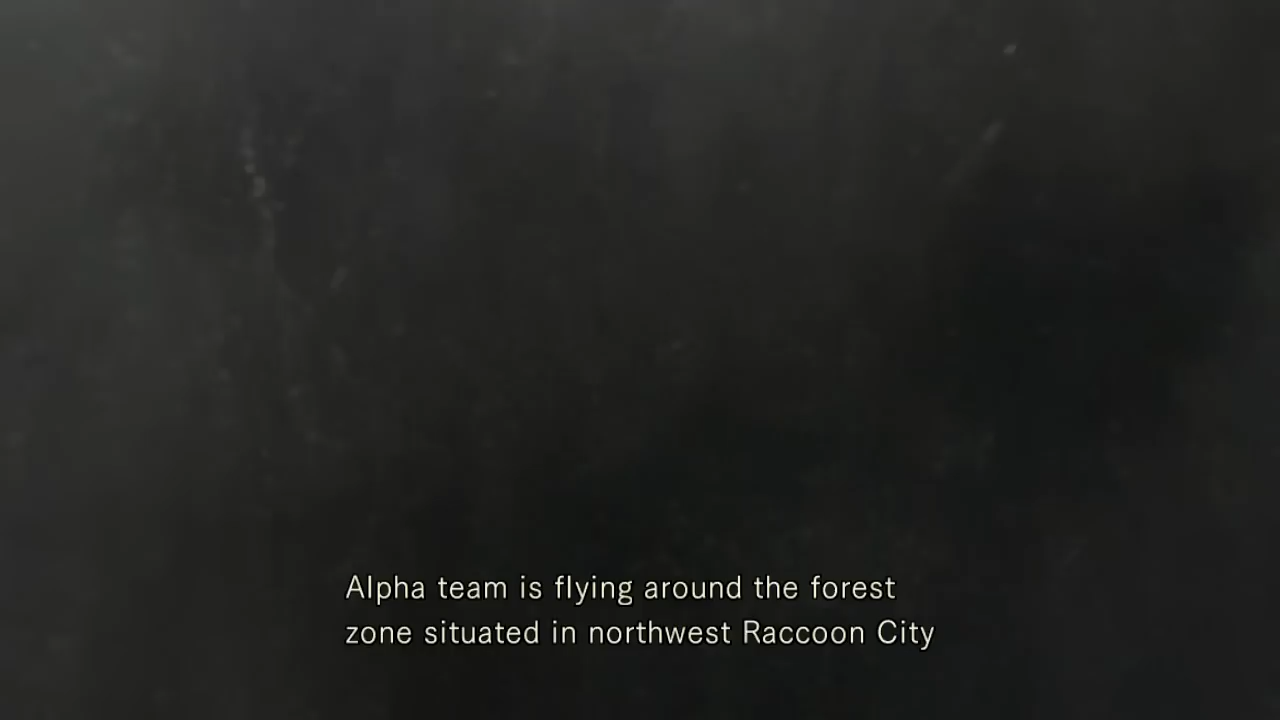 Alpha team is flying around the forest
zone situated in northwest Raccoon City